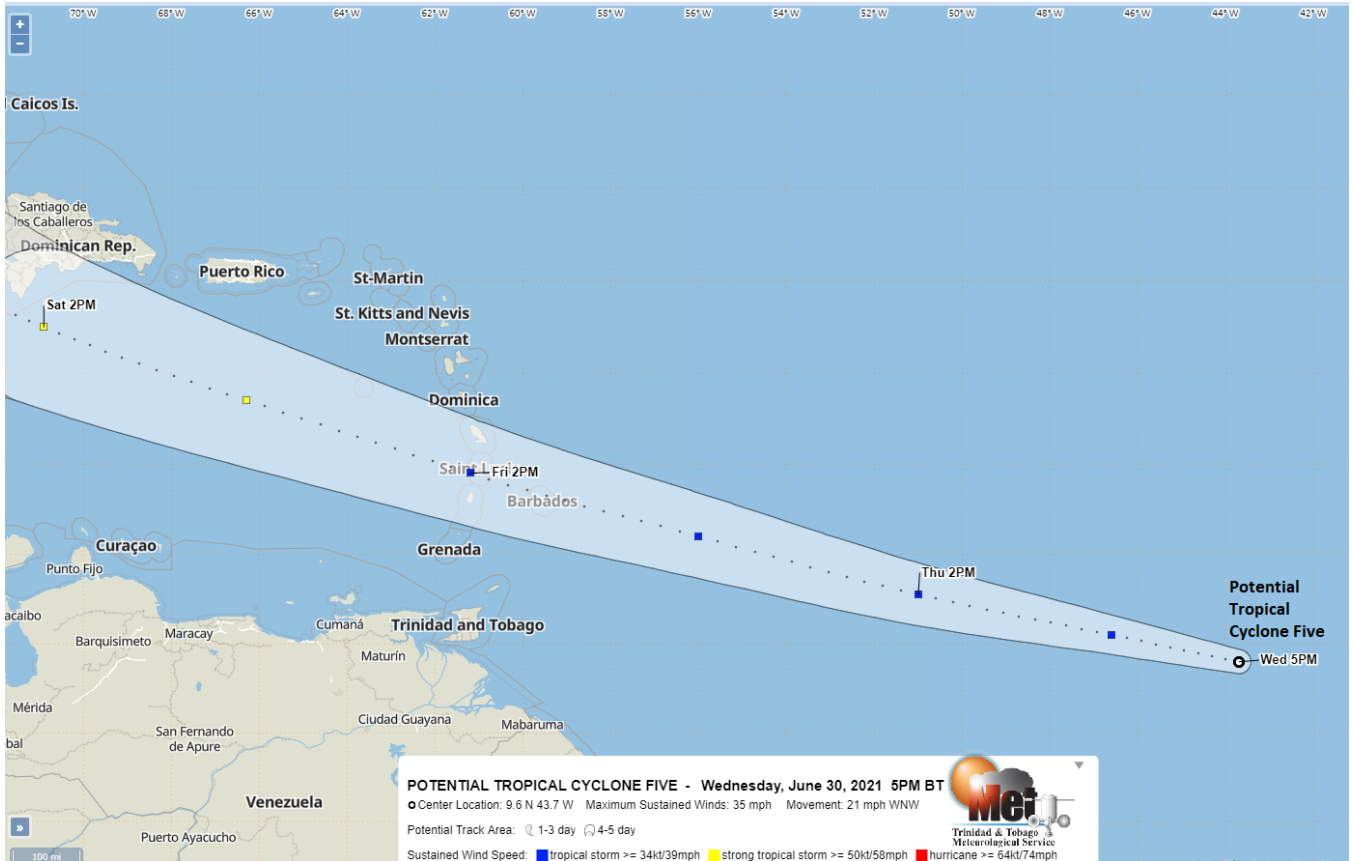 70°W 68°W 66°W 64°W 62°W 60°W 58°W 56°W 54°W 52°W 50°W 48°W 46°W 44°W 42°W
+
−
Caicos Is.
Santiago de
los Caballeros
Dominican Rep.
Puerto Rico
St-Martin
Sat 2PM
St. Kitts and Nevis
Montserrat
Dominica
Saint L
Fri 2PM
Barbados
Curaçao
Grenada
Punto Fijo
Thu 2PM
Potential
Tropical
Cyclone Five
acaibo
Cumaná
Trinidad and Tobago
Barquisimeto
Maracay
Maturín
Wed 5PM
Mérida
Ciudad Guayana
Mabaruma
San Fernando
de Apure
bal
POTENTIAL TROPICAL CYCLONE FIVE - Wednesday, June 30, 2021 5PM BT
Center Location: 9.6 N 43.7 W Maximum Sustained Winds: 35 mph Movement: 21 mph WNW
Potential Track Area: 1-3 day 4-5 day
Sustained Wind Speed: tropical storm >= 34kt/39mph strong tropical storm >= 50kt/58mph hurricane >= 64kt/74mph
Met
Trinidad & Tobago
Meteorological Service
Venezuela
»
Puerto Ayacucho
100 mi